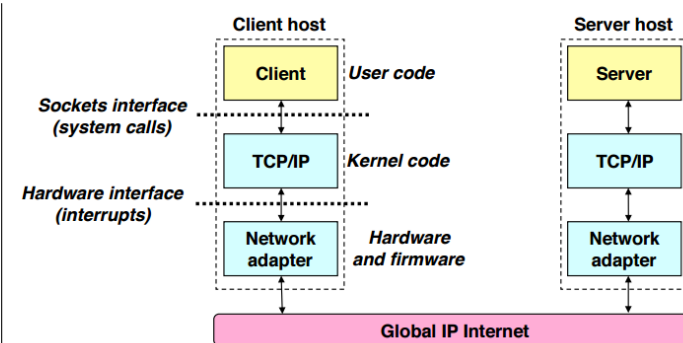 Client host
Server host
Client
User code
Server
Sockets interface
(system calls)
TCP/IP
Kernel code
TCP/IP
Hardware interface
(interrupts)
Network
adapter
Hardware
and firmware
Network
adapter
Global IP Internet